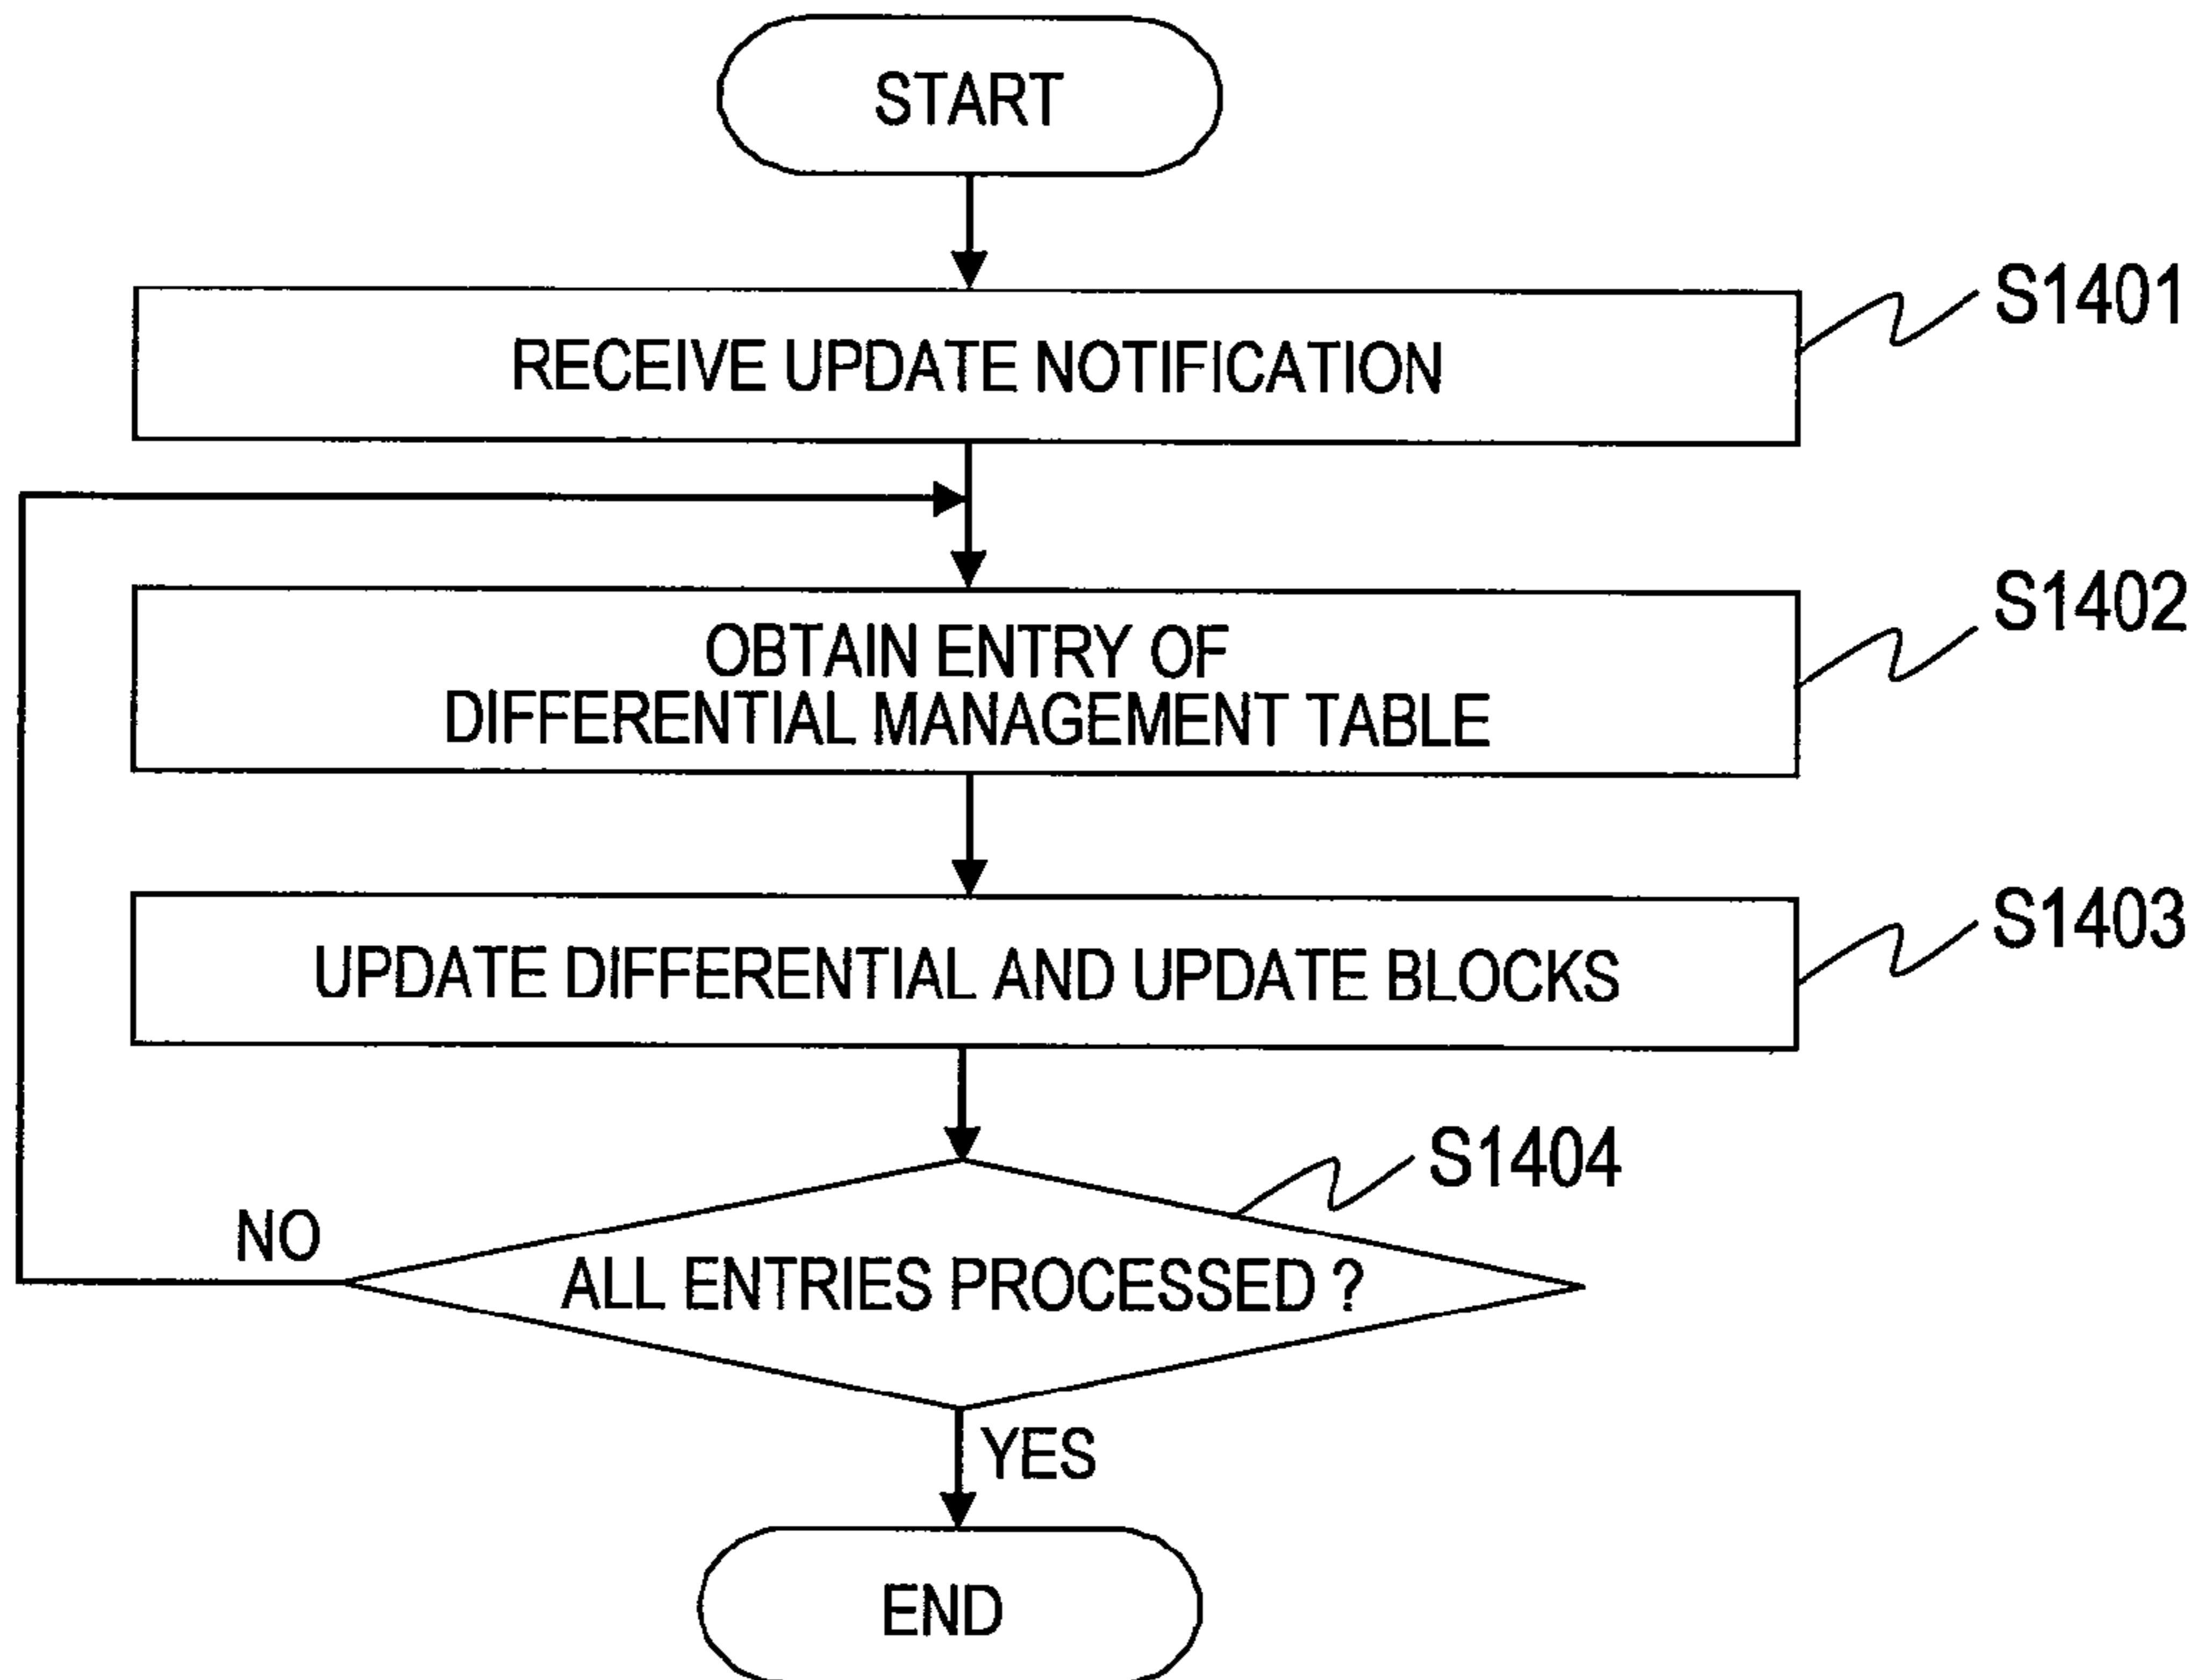 START
S1401
RECEIVE UPDATE NOTIFICATION
S1402
OBTAIN ENTRY OF
DIFFERENTIAL MANAGEMENT TABLE
S1403
UPDATE DIFFERENTIAL AND UPDATE BLOCKS
S1404
NO
ALL ENTRIES PROCESSED ?
YES
END